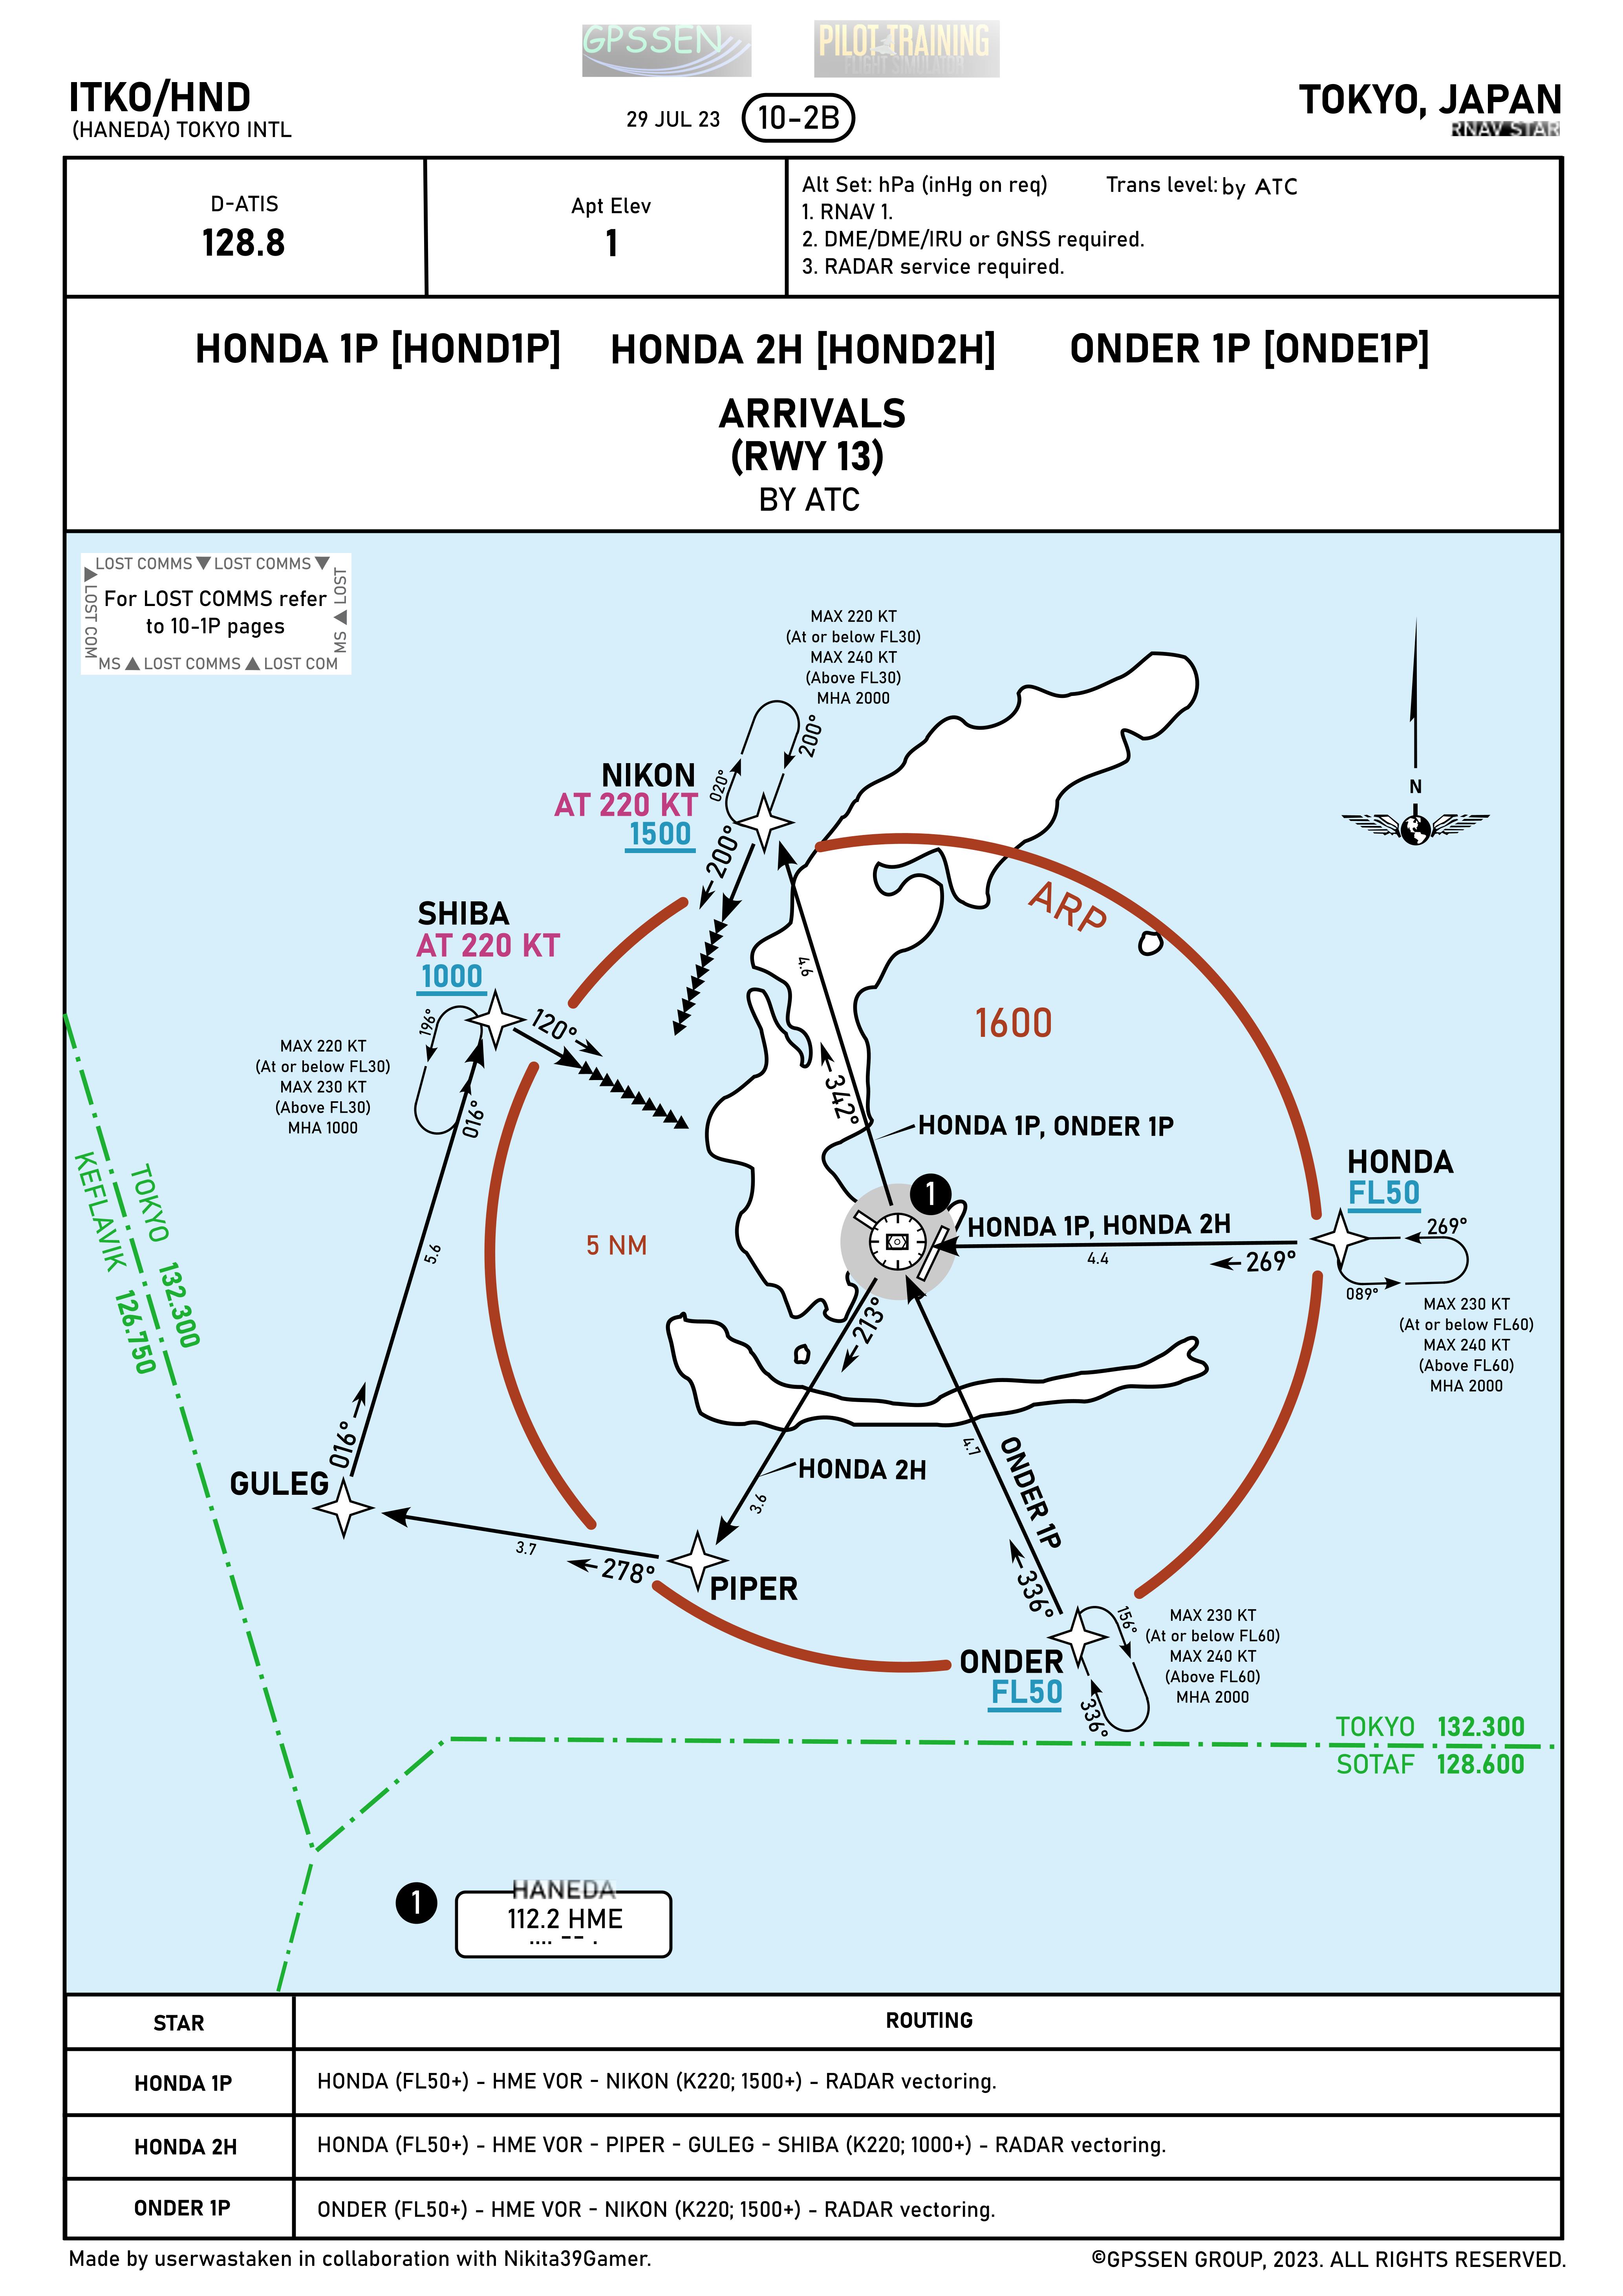 GPSSEN
PILOT TRAINING
FLIGHT SIMULATOR
ITKO/HND
(HANEDA) TOKYO INTL
29 JUL 23
10-2B
TOKYO, JAPAN
RNAV STAR
D-ATIS
128.8
Apt Elev
1
Alt Set: hPa (inHg on req) Trans level: by ATC
1. RNAV 1.
2. DME/DME/IRU or GNSS required.
3. RADAR service required.
HONDA 1P [HOND1P] HONDA 2H [HOND2H] ONDER 1P [ONDE1P]
ARRIVALS
(RWY 13)
BY ATC
LOST COMMS LOST COMMS
LOST COM
LOST
MS
For LOST COMMS refer
to 10-1P pages
MS LOST COMMS LOST COM
MAX 220 KT
(At or below FL30)
MAX 240 KT
(Above FL30)
MHA 2000
200°
020°
NIKON
AT 220 KT
1500
200°
N
ARP
SHIBA
AT 220 KT
1000
196°
120°
4.6
1600
MAX 220 KT
(At or below FL30)
MAX 230 KT
(Above FL30)
MHA 1000
016°
342°
HONDA 1P, ONDER 1P
TOKYO 132.300
KEFLAVIK 126.750
1
HONDA
FL50
HONDA 1P, HONDA 2H
4.4
269°
269°
089°
MAX 230 KT
(At or below FL60)
MAX 240 KT
(Above FL60)
MHA 2000
5.6
5 NM
213°
016°
GULEG
4.7
ONDER 1P
HONDA 2H
3.6
3.7
278°
PIPER
336°
ONDER
FL50
156°
336°
MAX 230 KT
(At or below FL60)
MAX 240 KT
(Above FL60)
MHA 2000
TOKYO 132.300
SOTAF 128.600
1
HANEDA
112.2 HME
STAR ROUTING
HONDA 1P HONDA (FL50+) - HME VOR - NIKON (K220; 1500+) - RADAR vectoring.
HONDA 2H HONDA (FL50+) - HME VOR - PIPER - GULEG - SHIBA (K220; 1000+) - RADAR vectoring.
ONDER 1P ONDER (FL50+) - HME VOR - NIKON (K220; 1500+) - RADAR vectoring.
Made by userwastaken in collaboration with Nikita39Gamer.
©GPSSEN GROUP, 2023. ALL RIGHTS RESERVED.